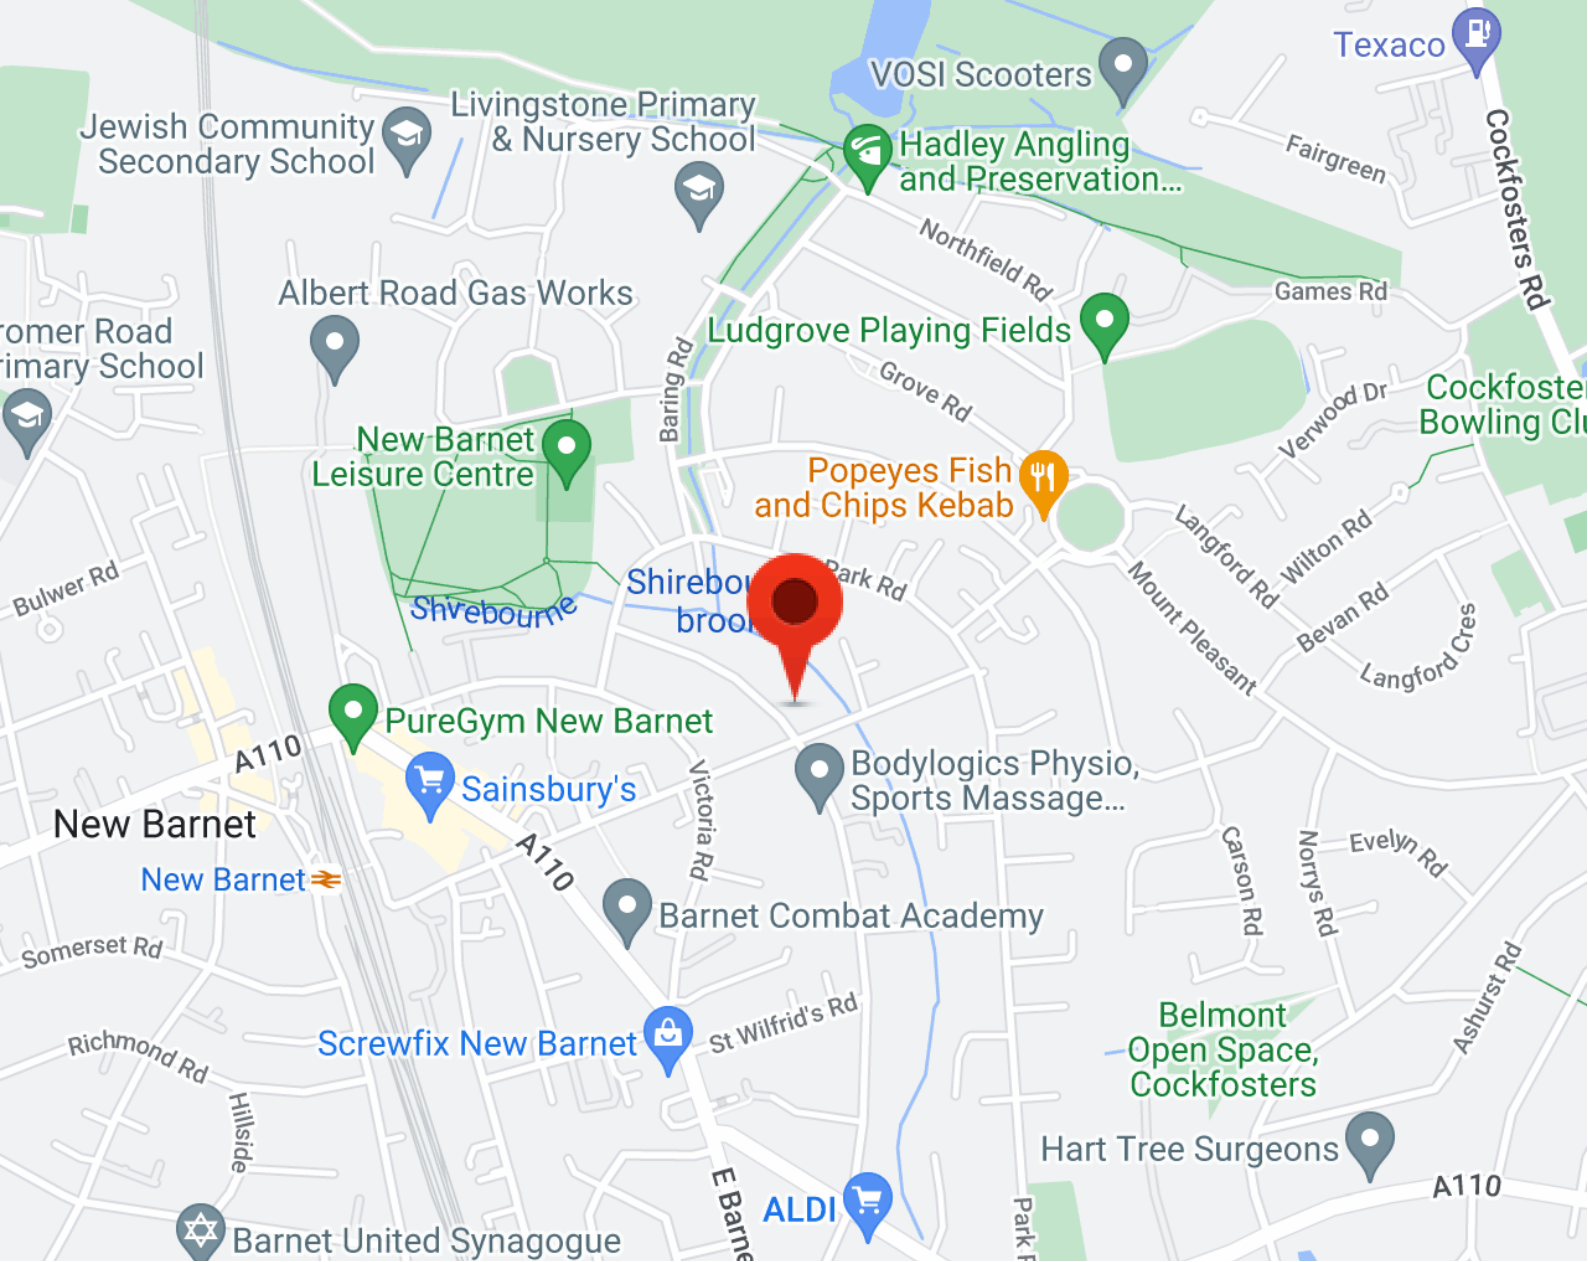 Texaco
VOSI Scooters
Livingstone Primary
& Nursery School
Jewish Community
Secondary School
Hadley Angling
and Preservation...
Fairgreen
Cockfosters Rd
Northfield Rd
Games Rd
Albert Road Gas Works
romer Road
rimary School
Ludgrove Playing Fields
Baring Rd
Grove Rd
Verwood Dr
Cockfoster
Bowling Clu
New Barnet
Leisure Centre
Popeyes Fish
and Chips Kebab
Langford Rd
Wilton Rd
Bulwer Rd
Shirebourne
Shirebou
brook
Park Rd
Mount Pleasant
Bevan Rd
Langford Cres
PureGym New Barnet
A110
Sainsbury's
Victoria Rd
Bodylogics Physio,
Sports Massage...
New Barnet
A110
New Barnet
Carson Rd
Norrys Rd
Evelyn Rd
Barnet Combat Academy
Somerset Rd
Ashurst Rd
St Wilfrid's Rd
Belmont
Open Space,
Cockfosters
Screwfix New Barnet
Richmond Rd
Hillside
Hart Tree Surgeons
A110
E Barne
ALDI
Park R
Barnet United Synagogue